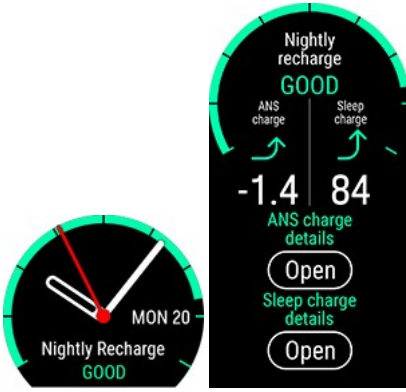 MON 20
Nightly Recharge
GOOD
Nightly
recharge
GOOD
ANS
charge
Sleep
charge
-1.4
84
ANS charge
details
Open
Sleep charge
details
Open